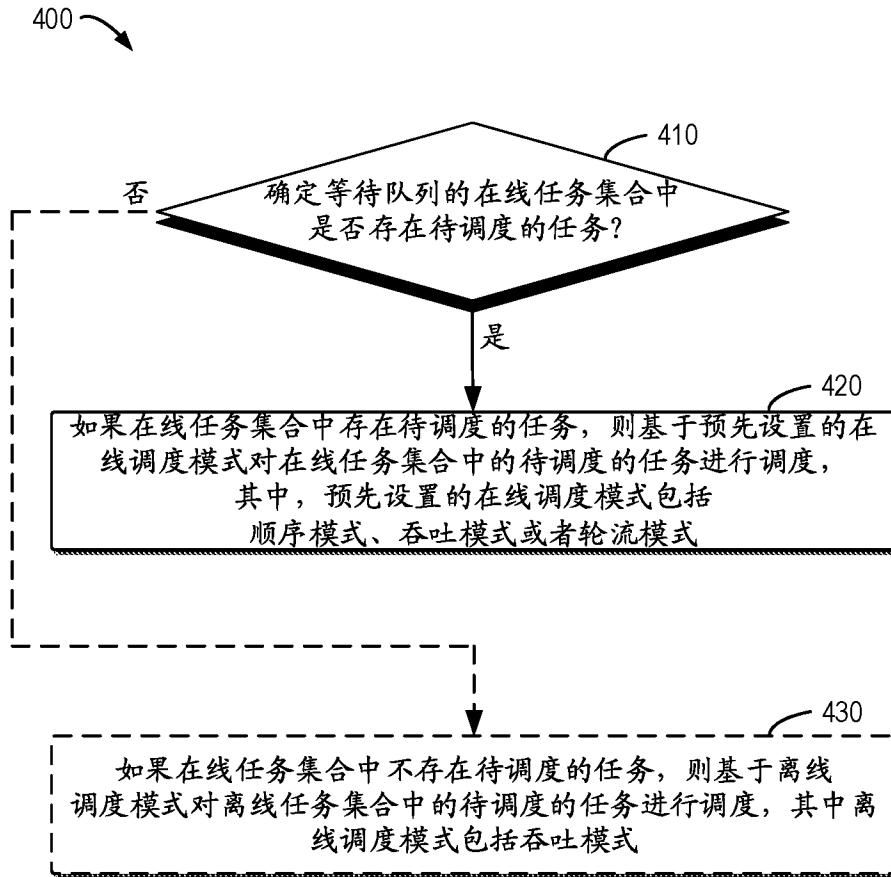 400
410
确定等待队列的在线任务集合中
是否存在待调度的任务？
否
是
420
如果在线任务集合中存在待调度的任务，则基于预先设置的在
线调度模式对在线任务集合中的待调度的任务进行调度，
其中，预先设置的在线调度模式包括
顺序模式、吞吐模式或者轮流模式
430
如果在线任务集合中不存在待调度的任务，则基于离线
调度模式对离线任务集合中的待调度的任务进行调度，其中离
线调度模式包括吞吐模式